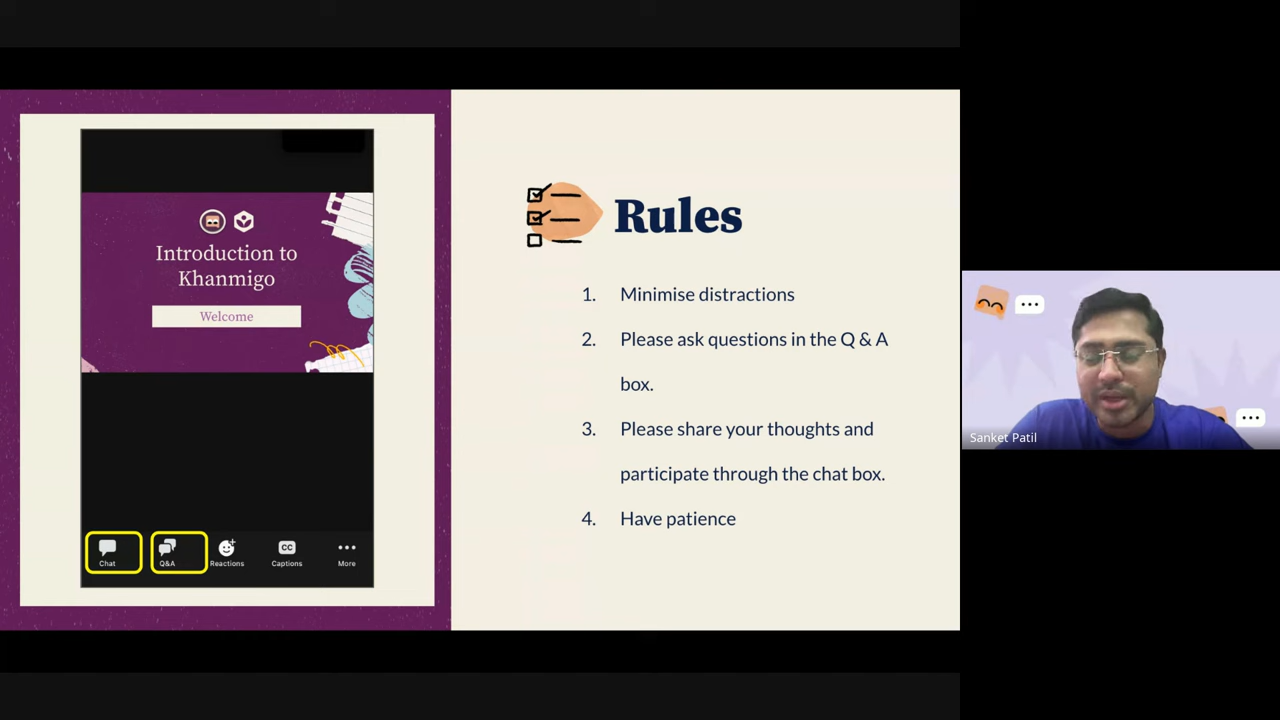 Introduction to
Khanmigo
Welcome
Chat
Q&A
Reactions
CC
Captions
More
Rules
1. Minimise distractions
2. Please ask questions in the Q & A
box.
3. Please share your thoughts and
participate through the chat box.
4. Have patience
Sanket Patil